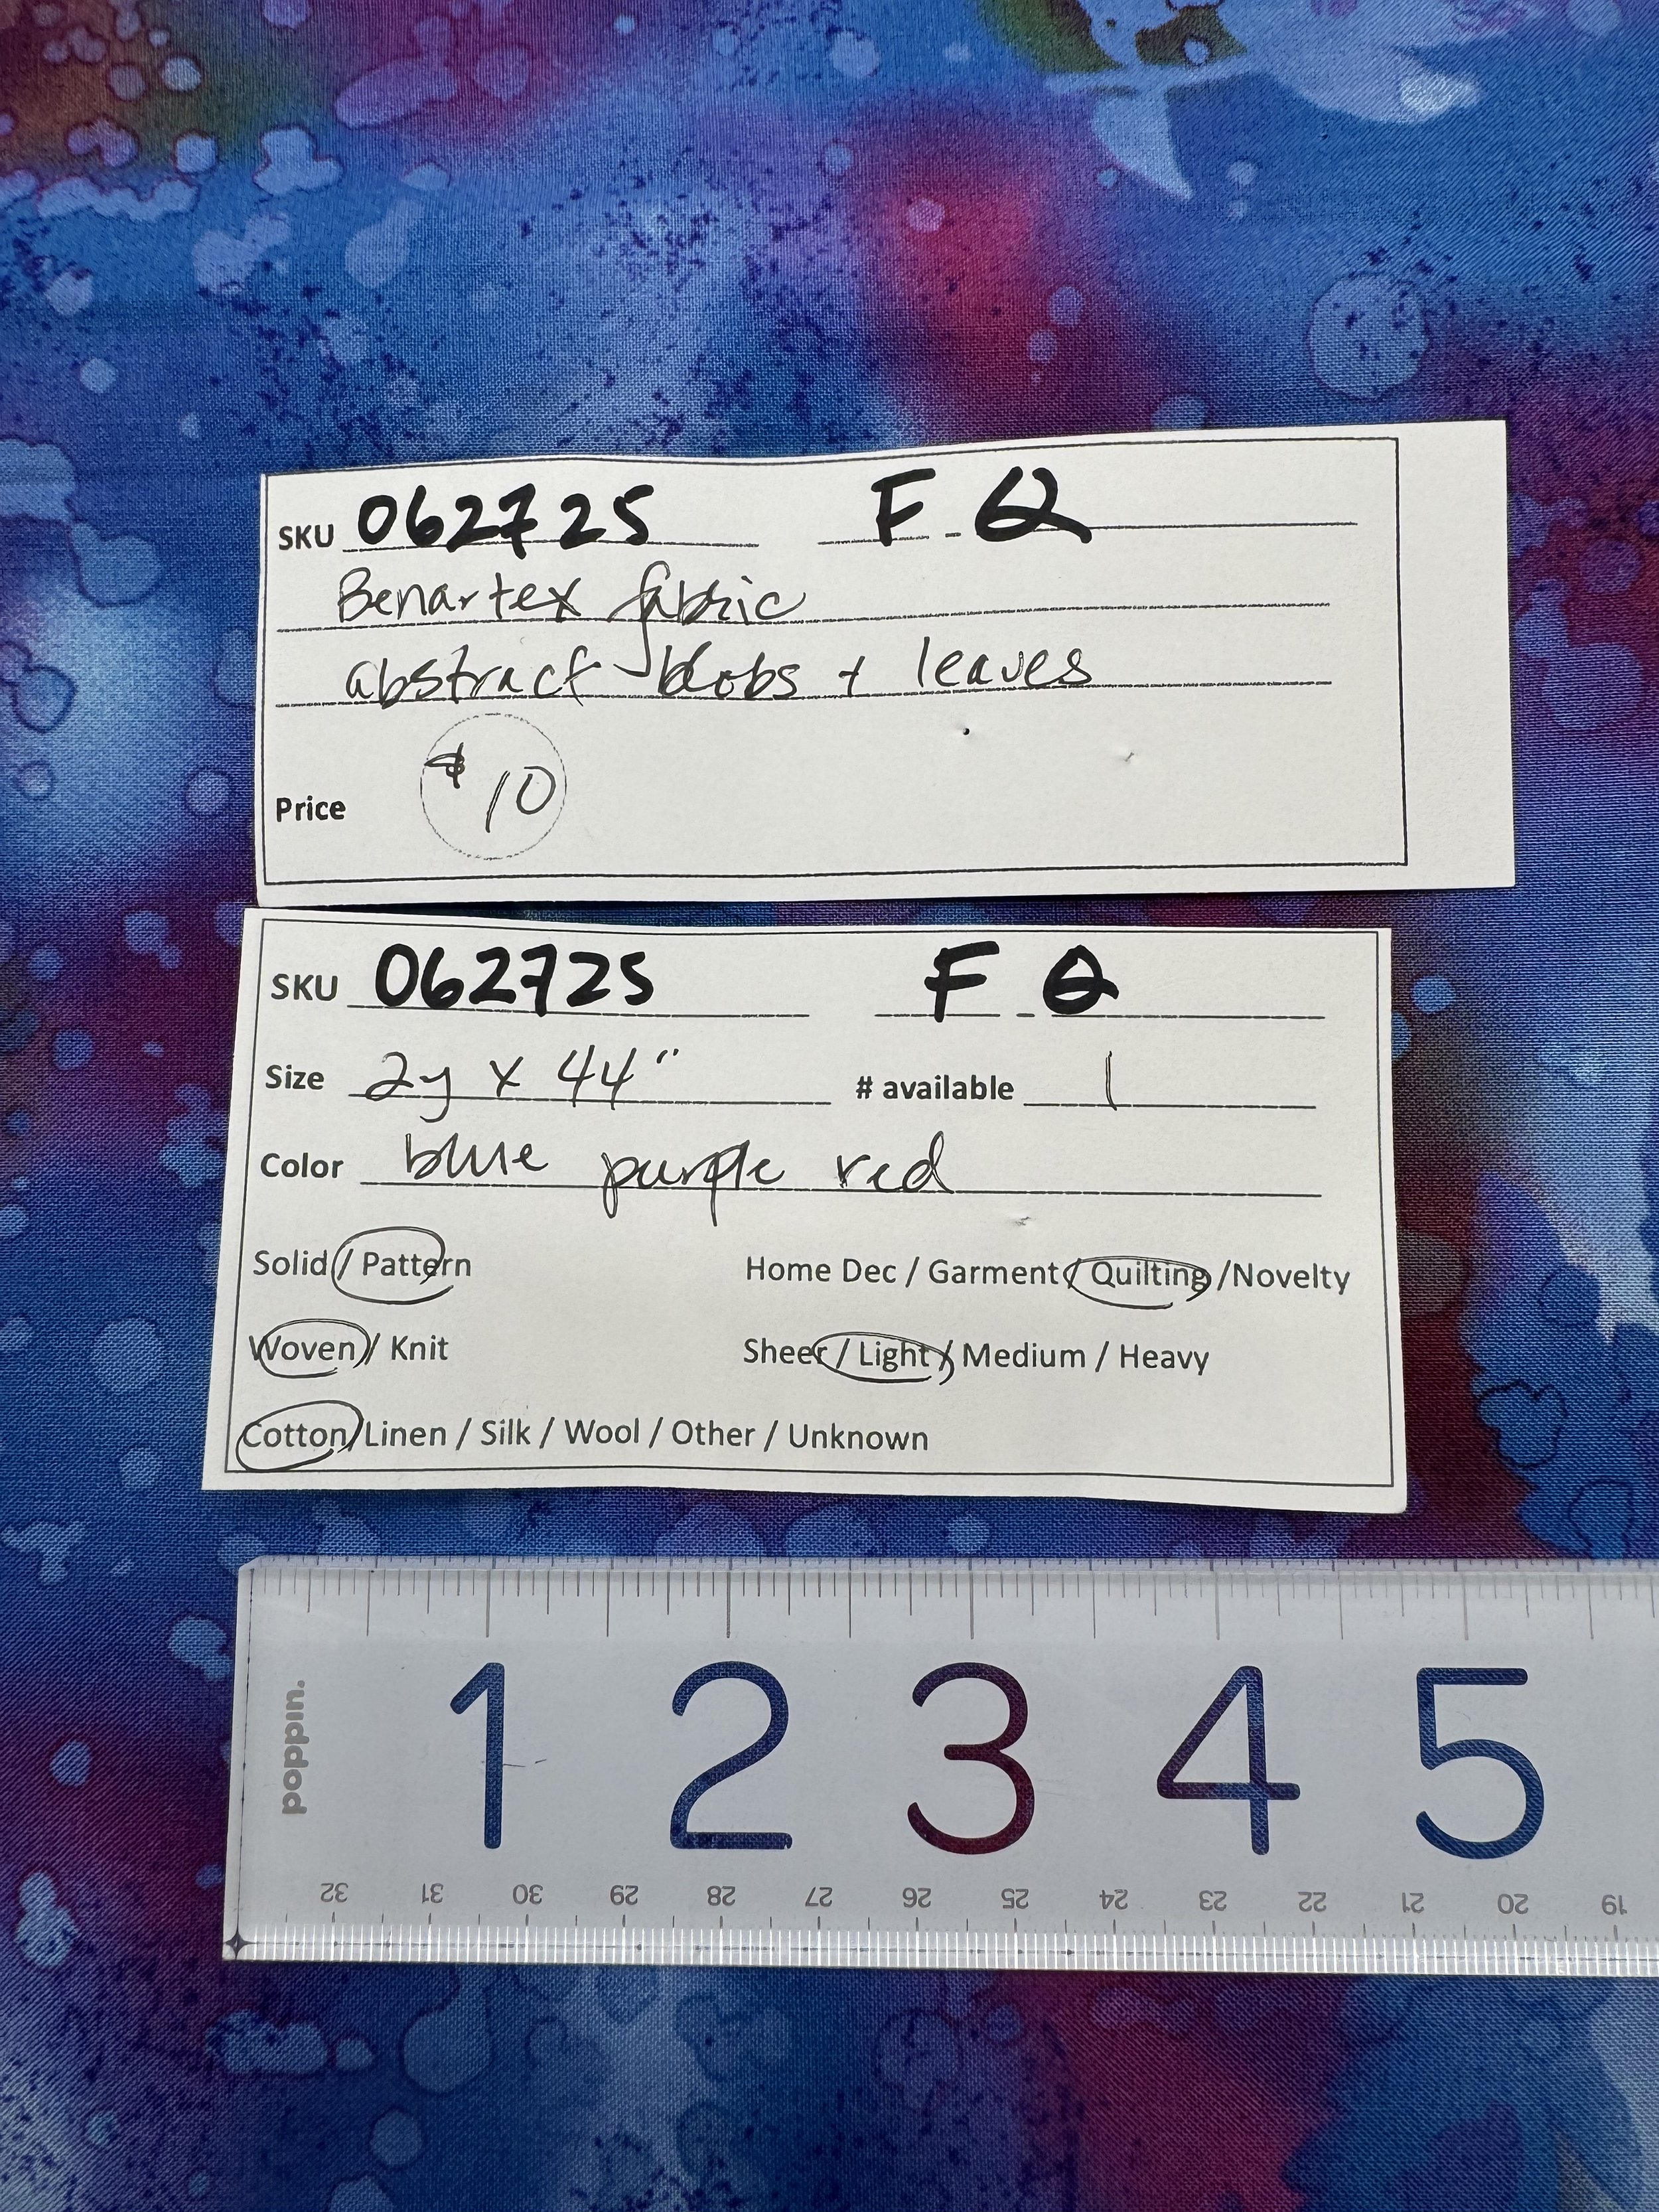 SKU 062725 F - Q
Benartex fabric
abstract blobs + leaves
Price $10
SKU 062725 F - Q
Size 2y x 44" # available 1
Color blue purple red
Solid / Pattern Home Dec / Garment / Quilting /Novelty
Woven / Knit Sheer / Light / Medium / Heavy
Cotton/Linen / Silk / Wool / Other / Unknown
poppin.
1 2 3 4 5
32 31 30 29 28 27 26 25 24 23 22 21 20 19